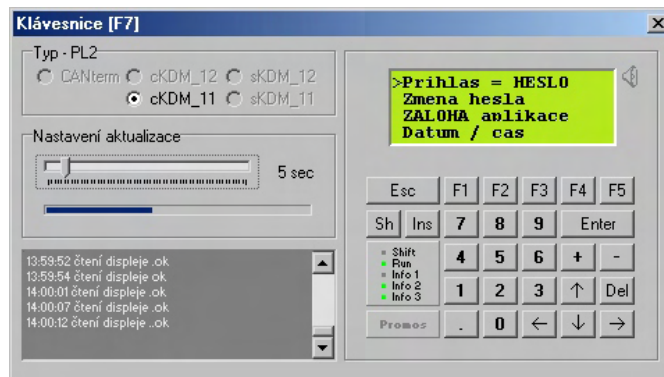 Klávesnice [F7]
Typ - PL2
CANterm cKDM_12 sKDM_12
cKDM_11 sKDM_11
Nastavení aktualizace
5 sec
13:59:52 čtení displeje .ok
13:59:54 čtení displeje .ok
14:00:01 čtení displeje ..ok
14:00:07 čtení displeje ..ok
14:00:12 čtení displeje ..ok
>Prihlas = HESLO
Zmena hesla
ZALOHA aplikace
Datum / cas
Esc F1 F2 F3 F4 F5
Sh Ins 7 8 9 Enter
Shift
Run
Info 1
Info 2
Info 3
4 5 6 + -
1 2 3 ↑ Del
Promos . 0 ← ↓ →